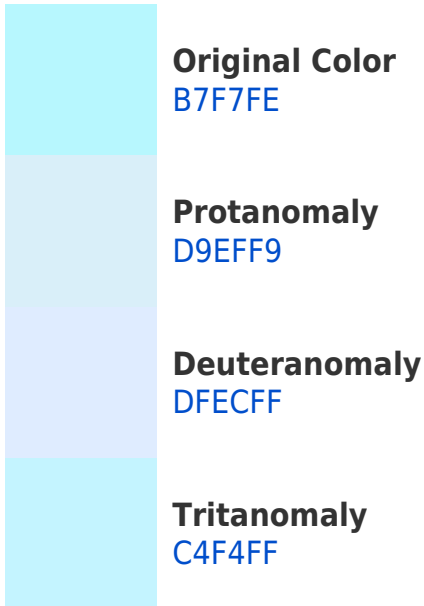 Original Color
B7F7FE
Protanomaly
D9EFF9
Deuteranomaly
DFECFF
Tritanomaly
C4F4FF